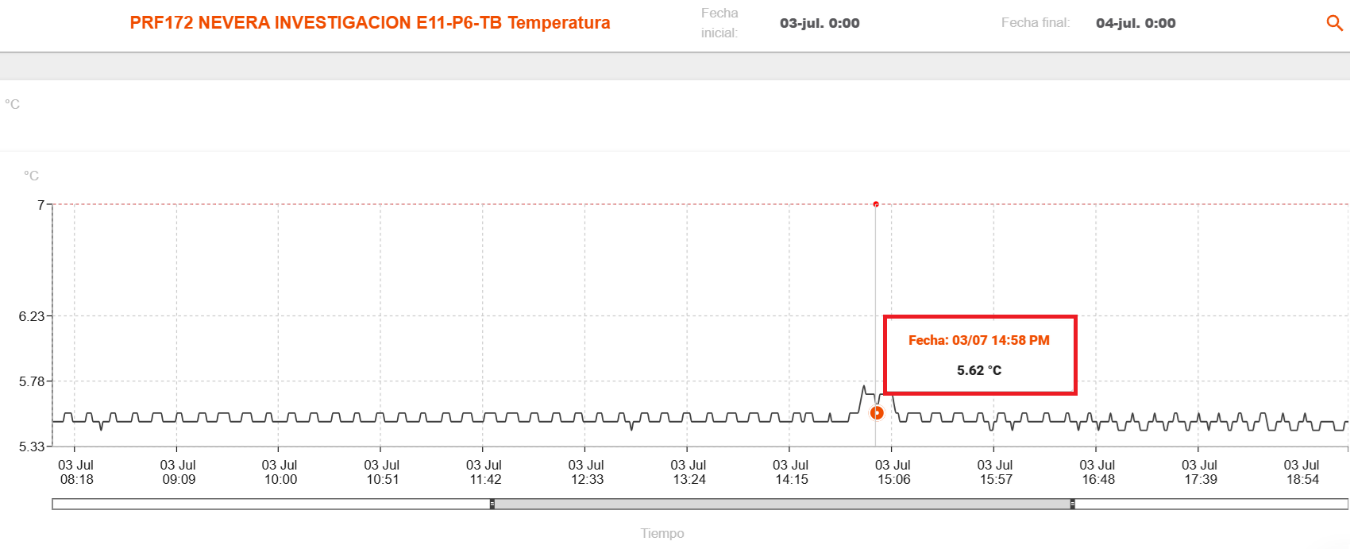 PRF172 NEVERA INVESTIGACION E11-P6-TB Temperatura
Fecha inicial:
03-jul. 0:00
Fecha final:
04-jul. 0:00
°C
°C
7
6.23
5.78
5.33
Fecha: 03/07 14:58 PM
5.62 °C
03 Jul 08:18
03 Jul 09:09
03 Jul 10:00
03 Jul 10:51
03 Jul 11:42
03 Jul 12:33
03 Jul 13:24
03 Jul 14:15
03 Jul 15:06
03 Jul 15:57
03 Jul 16:48
03 Jul 17:39
03 Jul 18:54
Tiempo